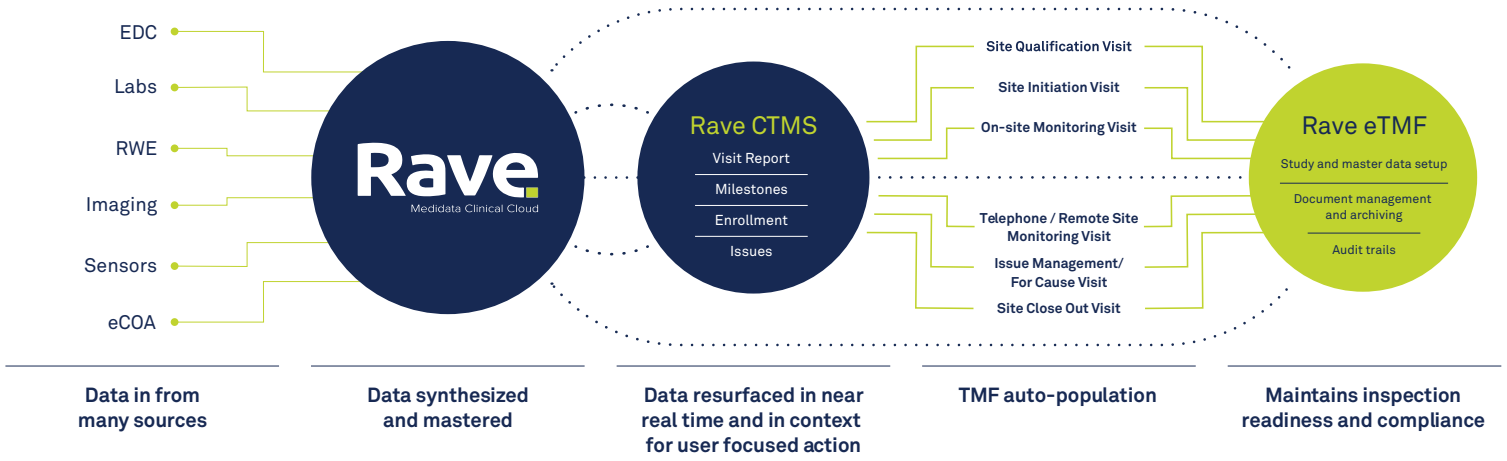 EDC
Labs
RWE
Imaging
Sensors
eCOA
Rave
Medidata Clinical Cloud
Rave CTMS
Visit Report
Milestones
Enrollment
Issues
Site Qualification Visit
Site Initiation Visit
On-site Monitoring Visit
Telephone / Remote Site
Monitoring Visit
Issue Management/
For Cause Visit
Site Close Out Visit
Rave eTMF
Study and master data setup
Document management
and archiving
Audit trails
Data in from
many sources
Data synthesized
and mastered
Data resurfaced in near
real time and in context
for user focused action
TMF auto-population
Maintains inspection
readiness and compliance